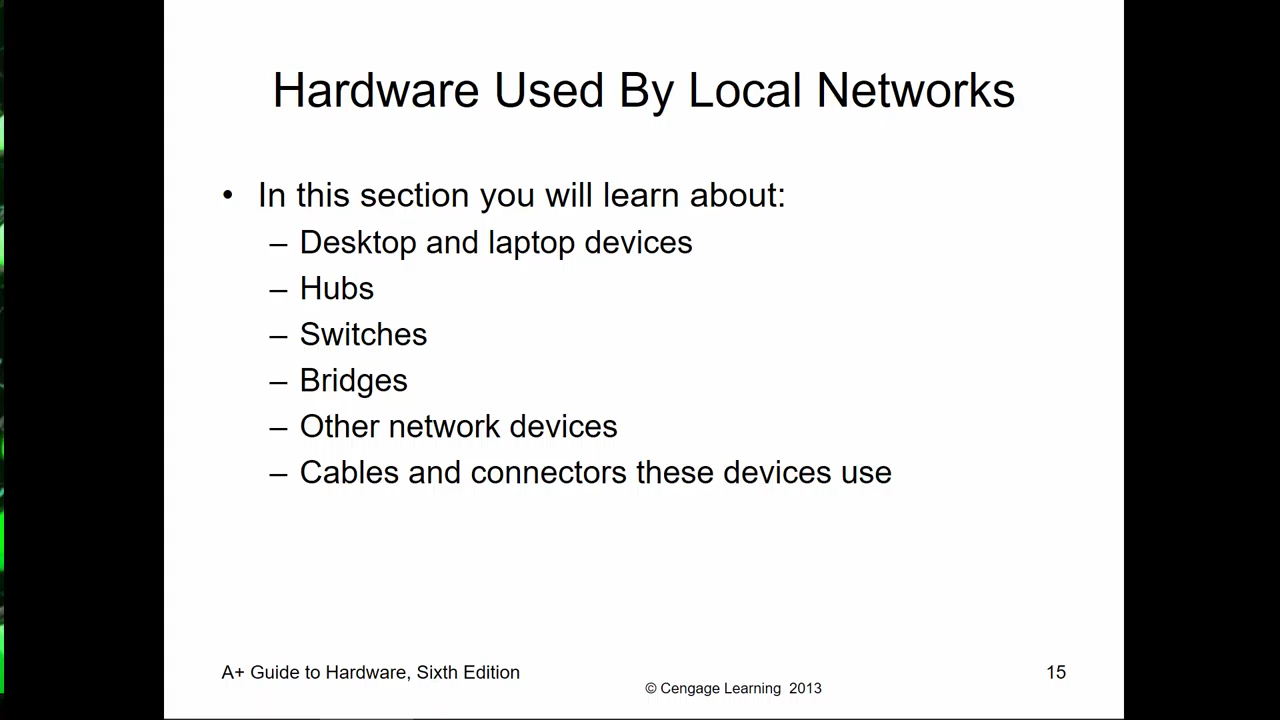 Hardware Used By Local Networks
• In this section you will learn about:
– Desktop and laptop devices
– Hubs
– Switches
– Bridges
– Other network devices
– Cables and connectors these devices use
A+ Guide to Hardware, Sixth Edition
15
© Cengage Learning 2013